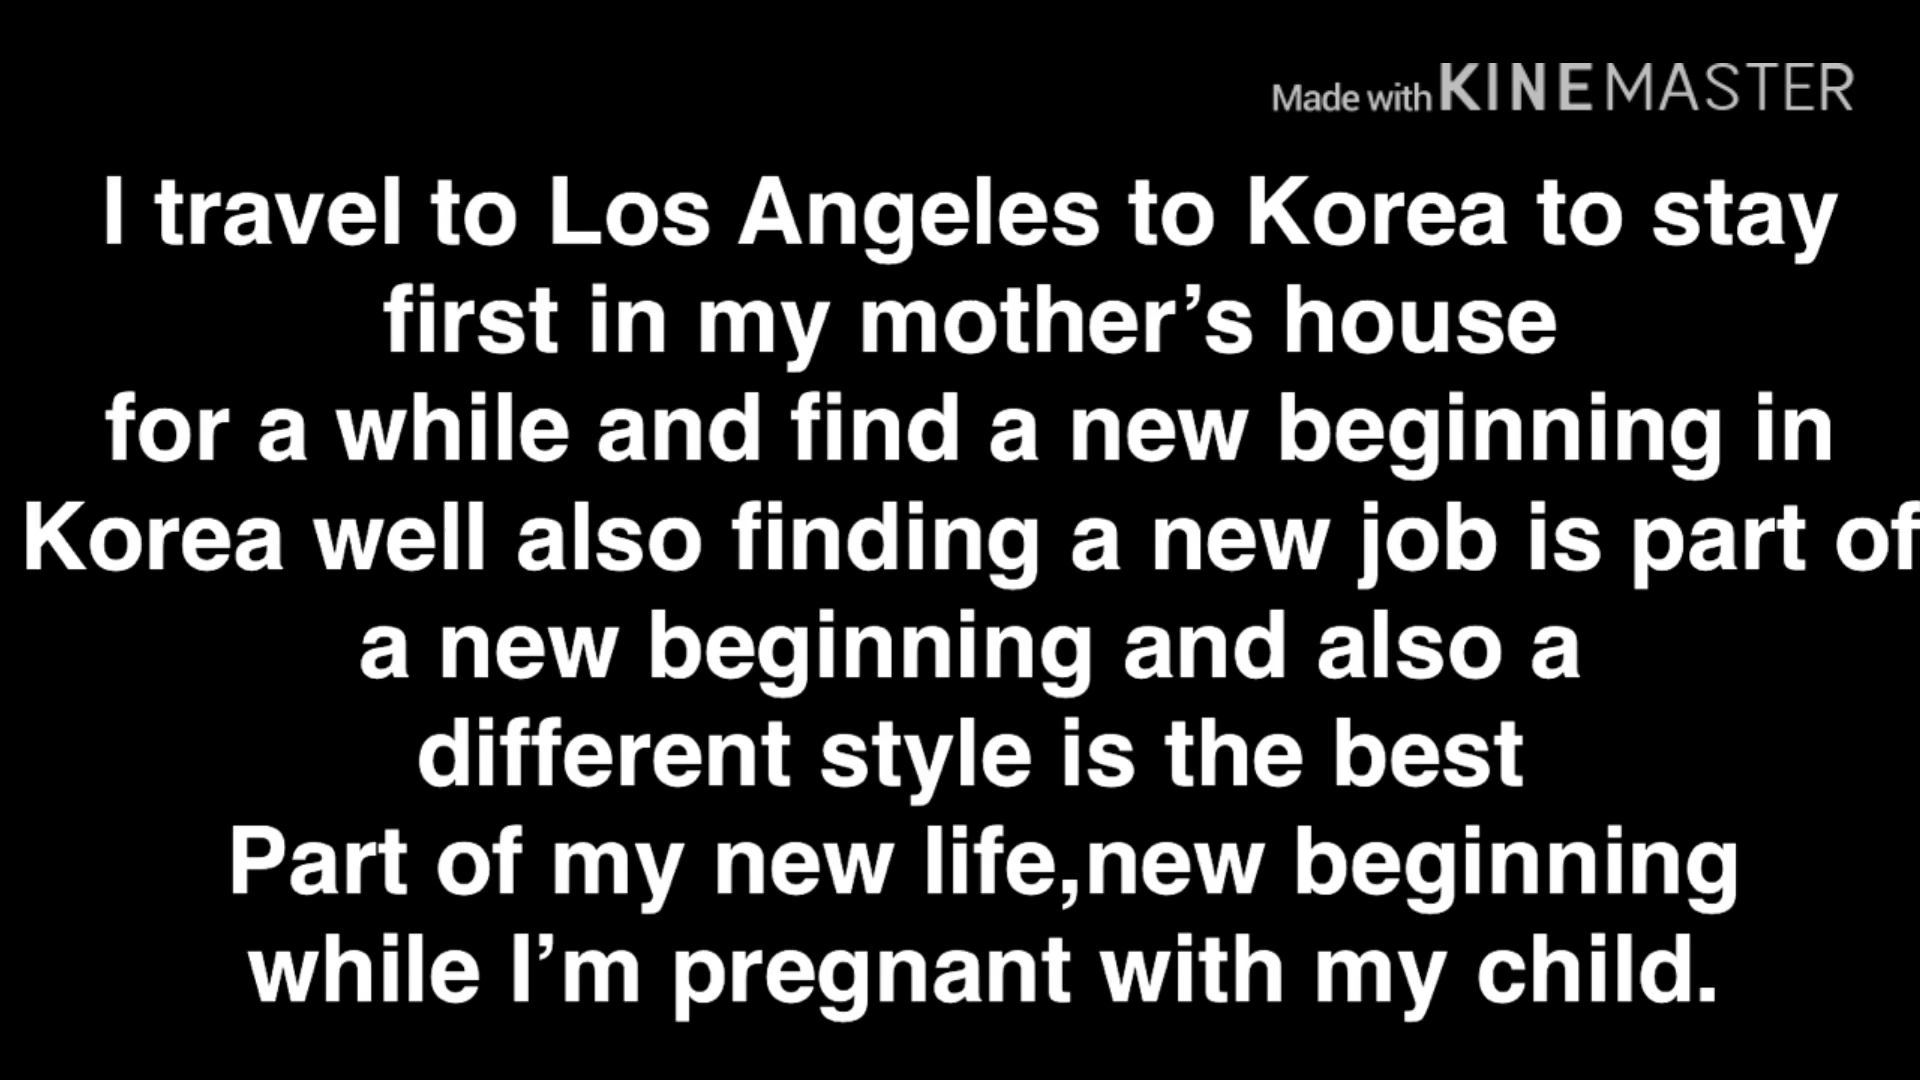 Made with KINEMASTER
I travel to Los Angeles to Korea to stay
first in my mother’s house
for a while and find a new beginning in
Korea well also finding a new job is part of
a new beginning and also a
different style is the best
Part of my new life,new beginning
while I’m pregnant with my child.